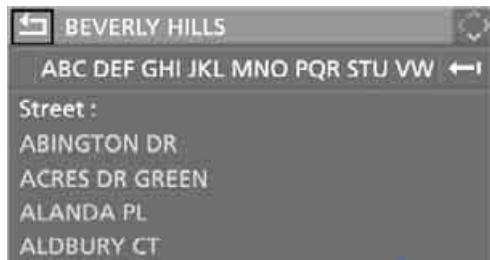 BEVERLY HILLS
ABC DEF GHI JKL MNO PQR STU VW
Street :
ABINGTON DR
ACRES DR GREEN
ALANDA PL
ALDBURY CT